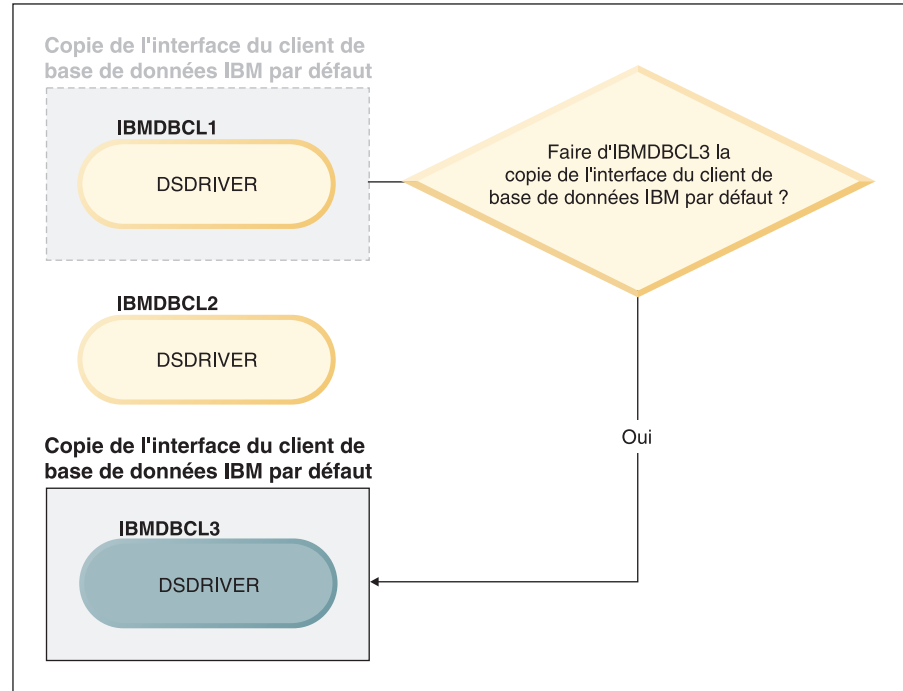 Copie de l'interface du client de
base de données IBM par défaut
IBMDBCL1
DSDRIVER
Faire d'IBMDBCL3 la
copie de l'interface du client de
base de données IBM par défaut ?
IBMDBCL2
DSDRIVER
Oui
Copie de l'interface du client de
base de données IBM par défaut
IBMDBCL3
DSDRIVER